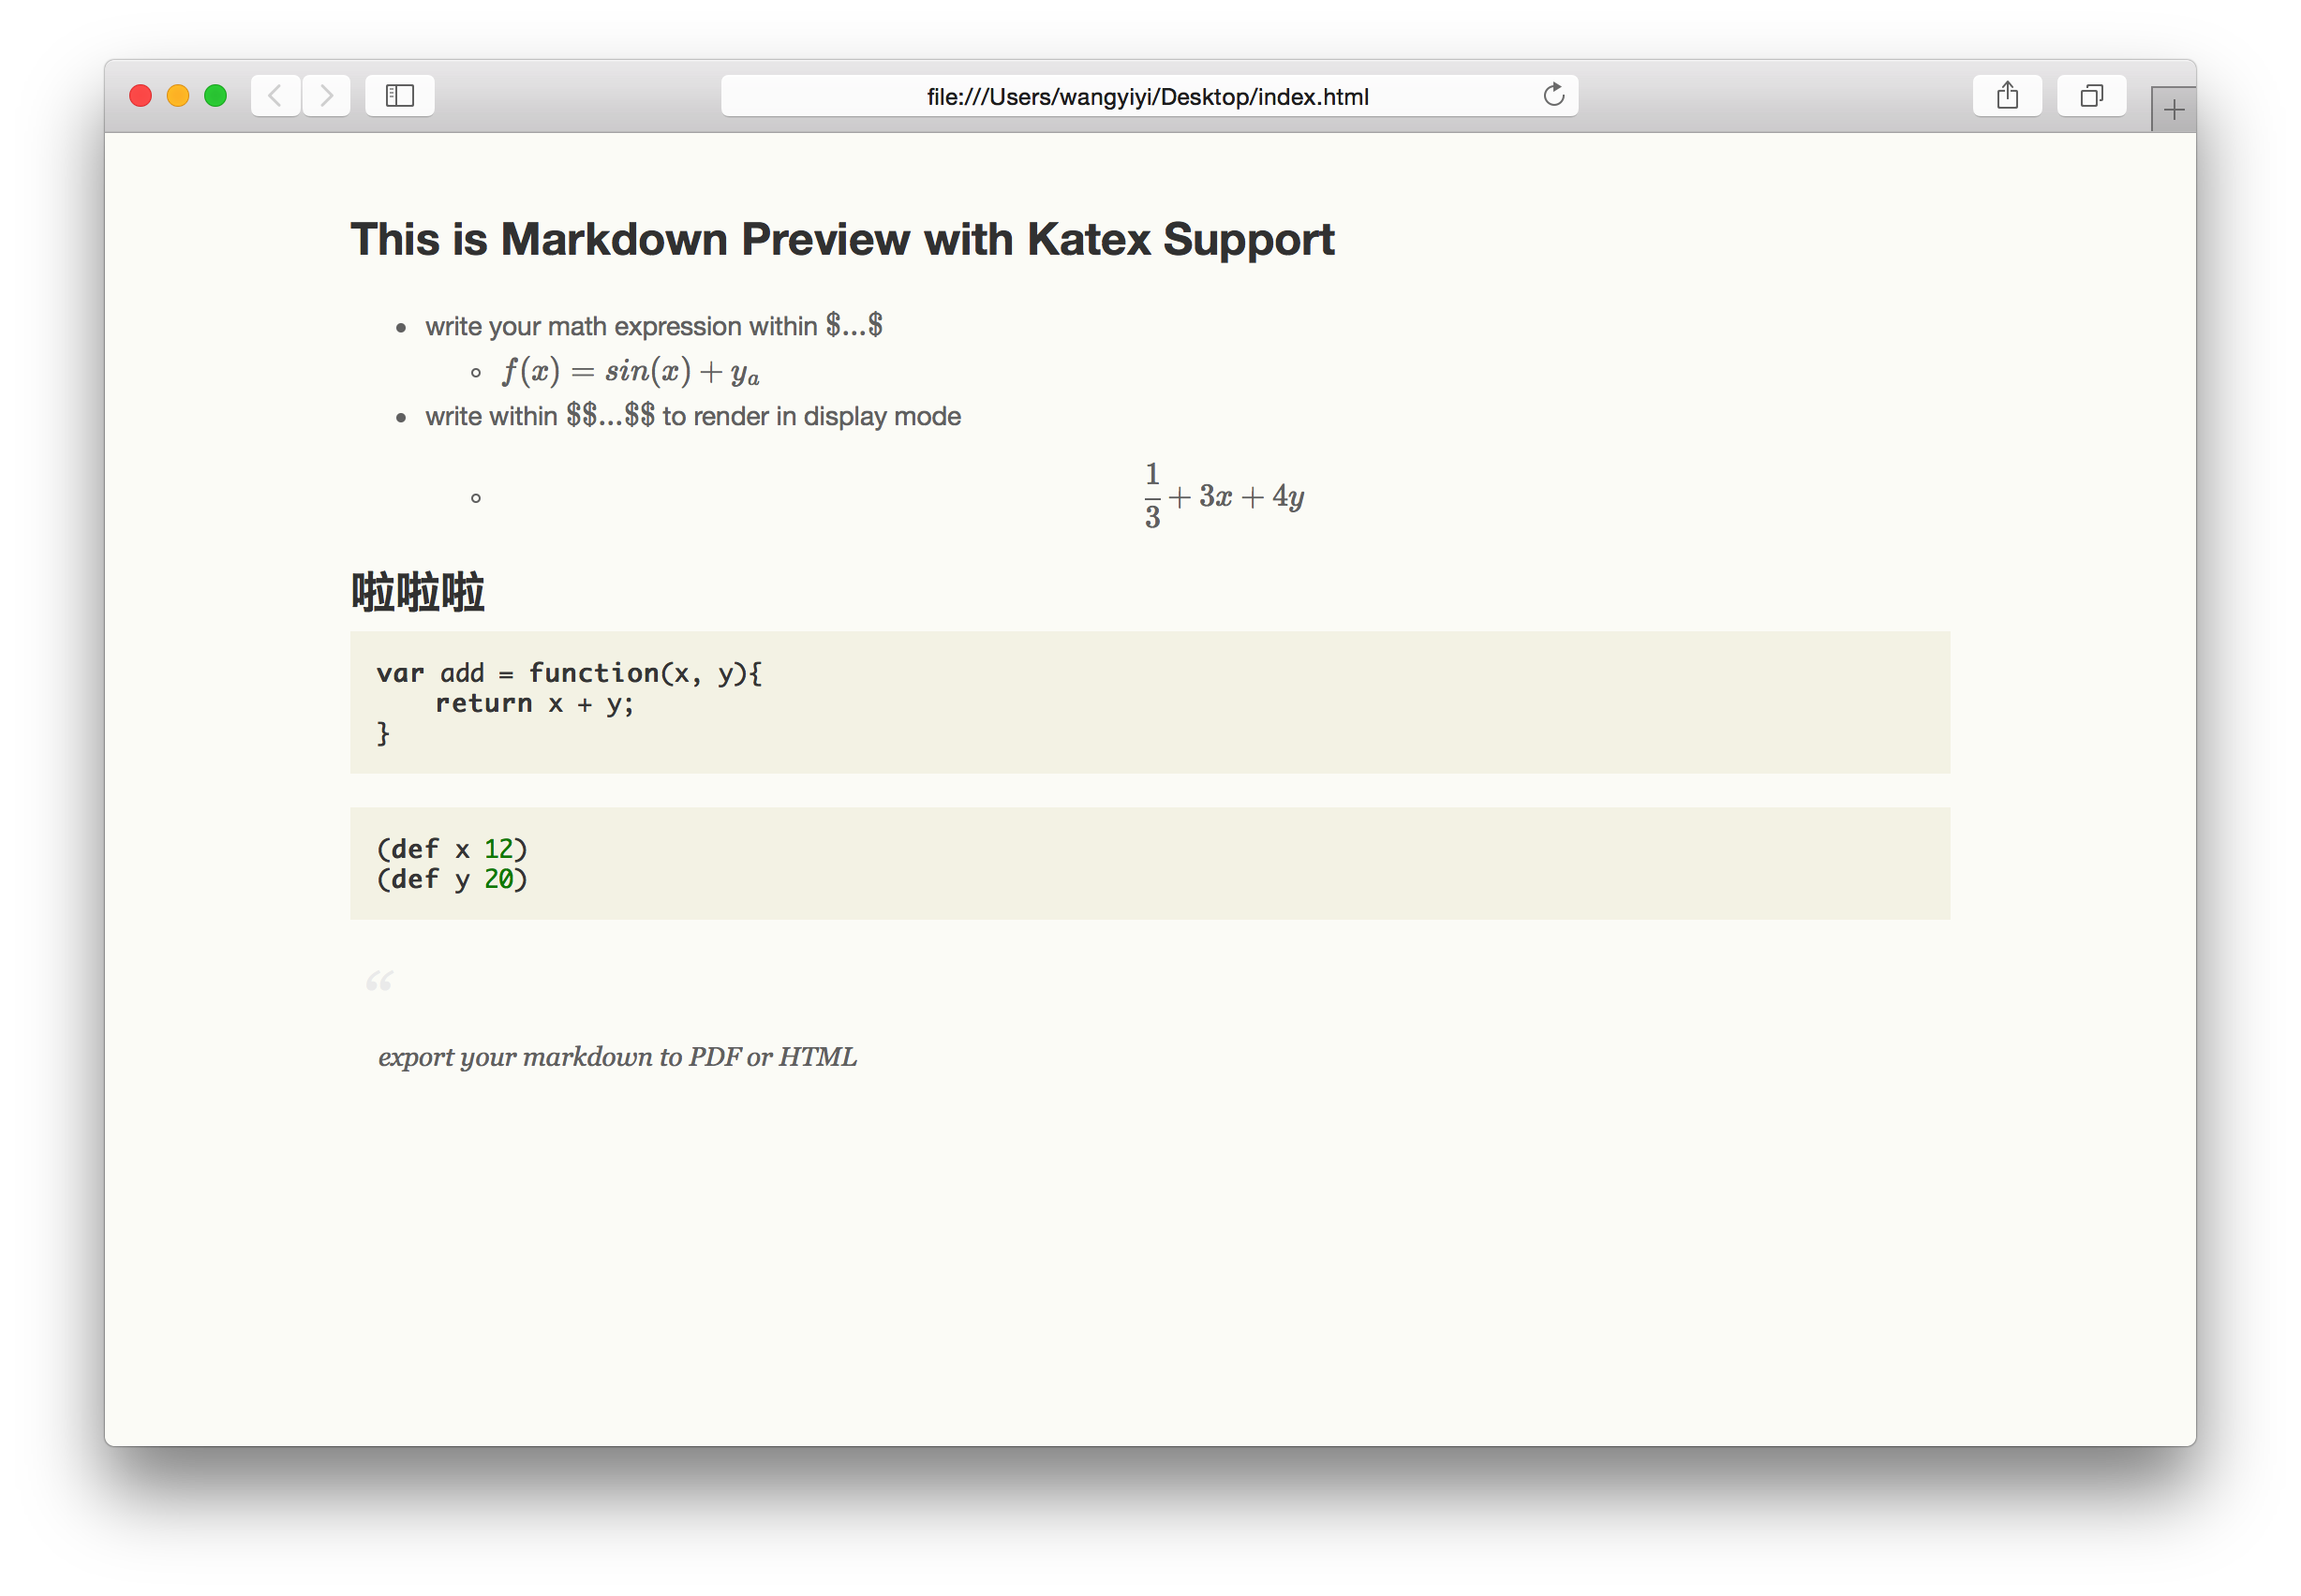 file:///Users/wangyiyi/Desktop/index.html
This is Markdown Preview with Katex Support
• write your math expression within $...$
◦ f(x) = sin(x) + yₐ
• write within $$...$$ to render in display mode
◦ 1/3 + 3x + 4y
啦啦啦
var add = function(x, y){
    return x + y;
}
(def x 12)
(def y 20)
“
export your markdown to PDF or HTML